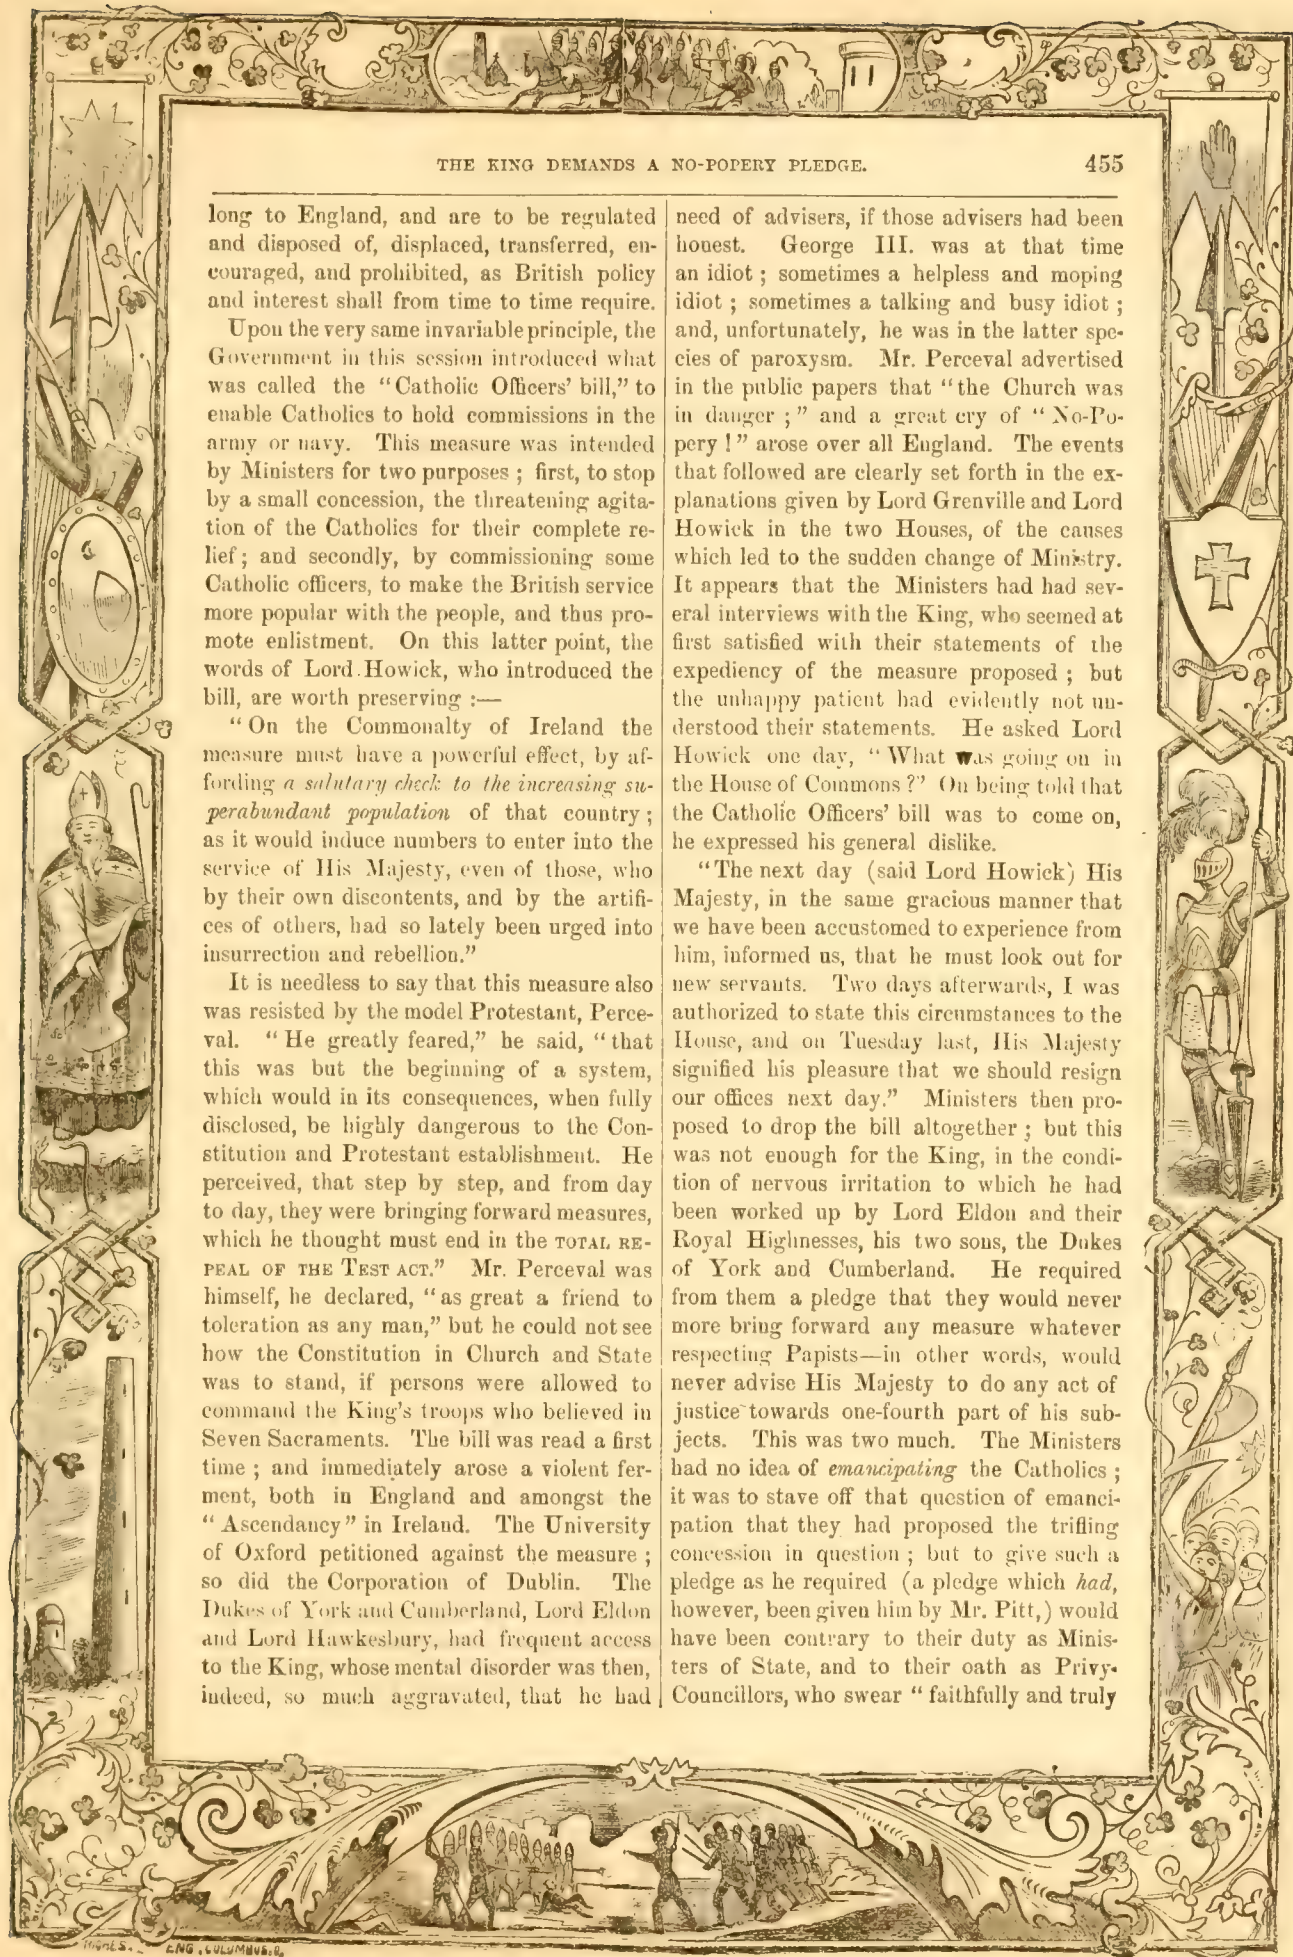 THE KING DEMANDS A NO-POPERY PLEDGE. 455
long to England, and are to be regulated
and disposed of, displaced, transferred, en-
couraged, and prohibited, as British policy
and interest shall from time to time require.
Upon the very same invariable principle, the
Government in this session introduced what
was called the "Catholic Officers' bill," to
enable Catholics to hold commissions in the
army or navy. This measure was intended
by Ministers for two purposes ; first, to stop
by a small concession, the threatening agita-
tion of the Catholics for their complete re-
lief ; and secondly, by commissioning some
Catholic officers, to make the British service
more popular with the people, and thus pro-
mote enlistment. On this latter point, the
words of Lord Howick, who introduced the
bill, are worth preserving :—
"On the Commonalty of Ireland the
measure must have a powerful effect, by af-
fording a salutary check to the increasing su-
perabundant population of that country ;
as it would induce numbers to enter into the
service of His Majesty, even of those, who
by their own discontents, and by the artifi-
ces of others, had so lately been urged into
insurrection and rebellion."
It is needless to say that this measure also
was resisted by the model Protestant, Perce-
val. "He greatly feared," he said, "that
this was but the beginning of a system,
which would in its consequences, when fully
disclosed, be highly dangerous to the Con-
stitution and Protestant establishment. He
perceived, that step by step, and from day
to day, they were bringing forward measures,
which he thought must end in the TOTAL RE-
PEAL OF THE TEST ACT." Mr. Perceval was
himself, he declared, "as great a friend to
toleration as any man," but he could not see
how the Constitution in Church and State
was to stand, if persons were allowed to
command the King's troops who believed in
Seven Sacraments. The bill was read a first
time ; and immediately arose a violent fer-
ment, both in England and amongst the
"Ascendancy" in Ireland. The University
of Oxford petitioned against the measure ;
so did the Corporation of Dublin. The
Dukes of York and Cumberland, Lord Eldon
and Lord Hawkesbury, had frequent access
to the King, whose mental disorder was then,
indeed, so much aggravated, that he had
need of advisers, if those advisers had been
honest. George III. was at that time
an idiot ; sometimes a helpless and moping
idiot ; sometimes a talking and busy idiot ;
and, unfortunately, he was in the latter spe-
cies of paroxysm. Mr. Perceval advertised
in the public papers that "the Church was
in danger ;" and a great cry of "No-Po-
pery !" arose over all England. The events
that followed are clearly set forth in the ex-
planations given by Lord Grenville and Lord
Howick in the two Houses, of the causes
which led to the sudden change of Ministry.
It appears that the Ministers had had sev-
eral interviews with the King, who seemed at
first satisfied with their statements of the
expediency of the measure proposed ; but
the unhappy patient had evidently not un-
derstood their statements. He asked Lord
Howick one day, "What was going on in
the House of Commons ?" On being told that
the Catholic Officers' bill was to come on,
he expressed his general dislike.
"The next day (said Lord Howick) His
Majesty, in the same gracious manner that
we have been accustomed to experience from
him, informed us, that he must look out for
new servants. Two days afterwards, I was
authorized to state this circumstances to the
House, and on Tuesday last, His Majesty
signified his pleasure that we should resign
our offices next day." Ministers then pro-
posed to drop the bill altogether ; but this
was not enough for the King, in the condi-
tion of nervous irritation to which he had
been worked up by Lord Eldon and their
Royal Highnesses, his two sons, the Dukes
of York and Cumberland. He required
from them a pledge that they would never
more bring forward any measure whatever
respecting Papists—in other words, would
never advise His Majesty to do any act of
justice towards one-fourth part of his sub-
jects. This was two much. The Ministers
had no idea of emancipating the Catholics ;
it was to stave off that question of emanci-
pation that they had proposed the trifling
concession in question ; but to give such a
pledge as he required (a pledge which had,
however, been given him by Mr. Pitt,) would
have been contrary to their duty as Minis-
ters of State, and to their oath as Privy-
Councillors, who swear "faithfully and truly
ENG. COLUMBUS. O.